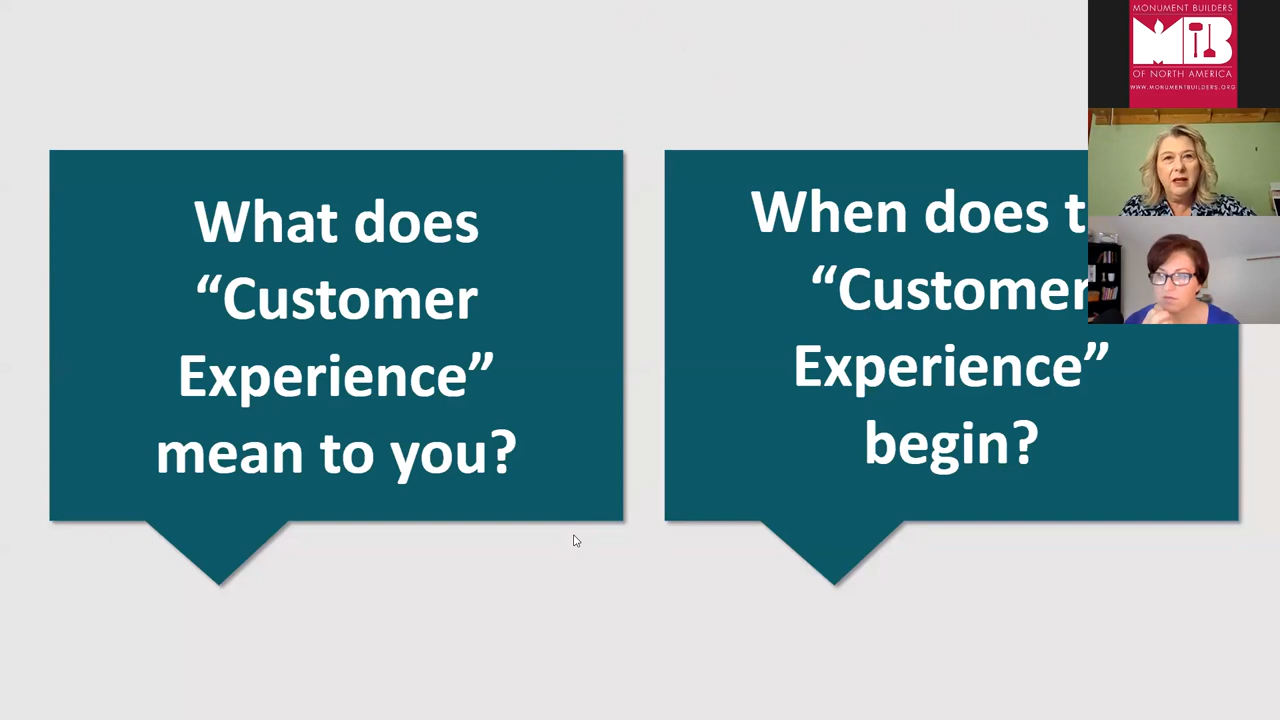 What does
“Customer
Experience”
mean to you?
When does t
“Customer
Experience”
begin?
MONUMENT BUILDERS
MB
OF NORTH AMERICA
WWW.MONUMENTBUILDERS.ORG